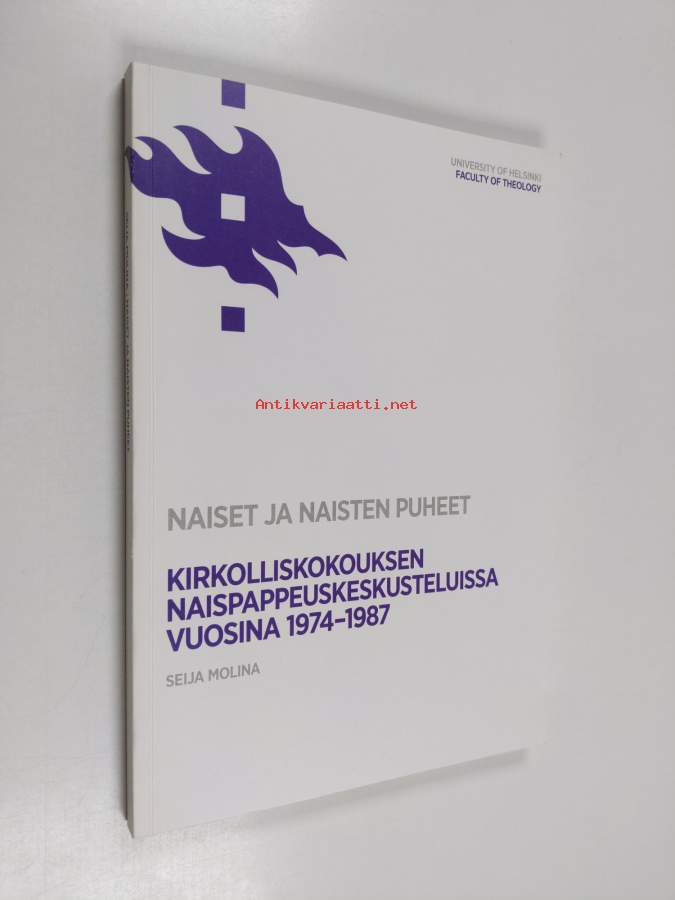 UNIVERSITY OF HELSINKI
FACULTY OF THEOLOGY
Antikvariaatti.net
NAISET JA NAISTEN PUHEET
KIRKOLLISKOKOUKSEN
NAISPAPPEUSKESKUSTELUISSA
VUOSINA 1974–1987
SEIJA MOLINA